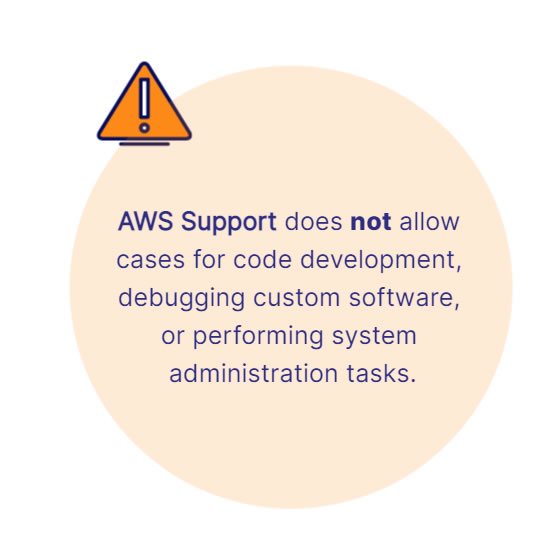 AWS Support does not allow
cases for code development,
debugging custom software,
or performing system
administration tasks.